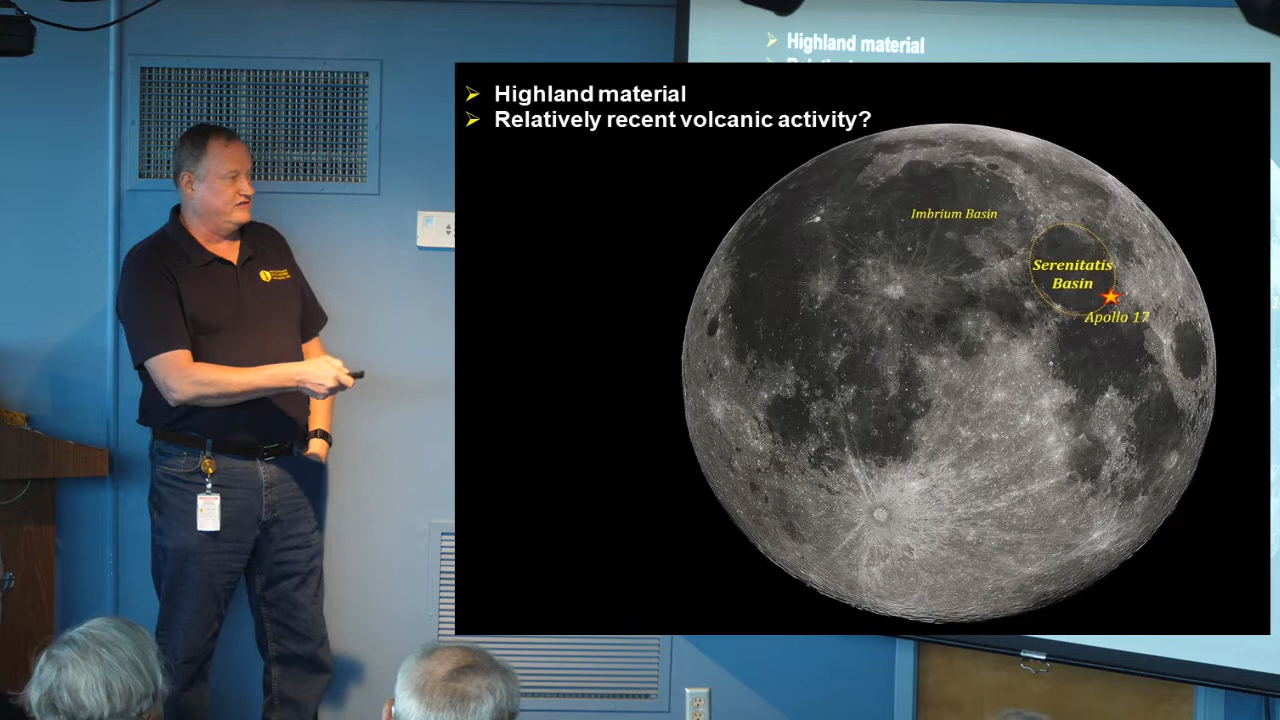 Highland material
Highland material
Relatively recent volcanic activity?
Imbrium Basin
Serenitatis
Basin
Apollo 17